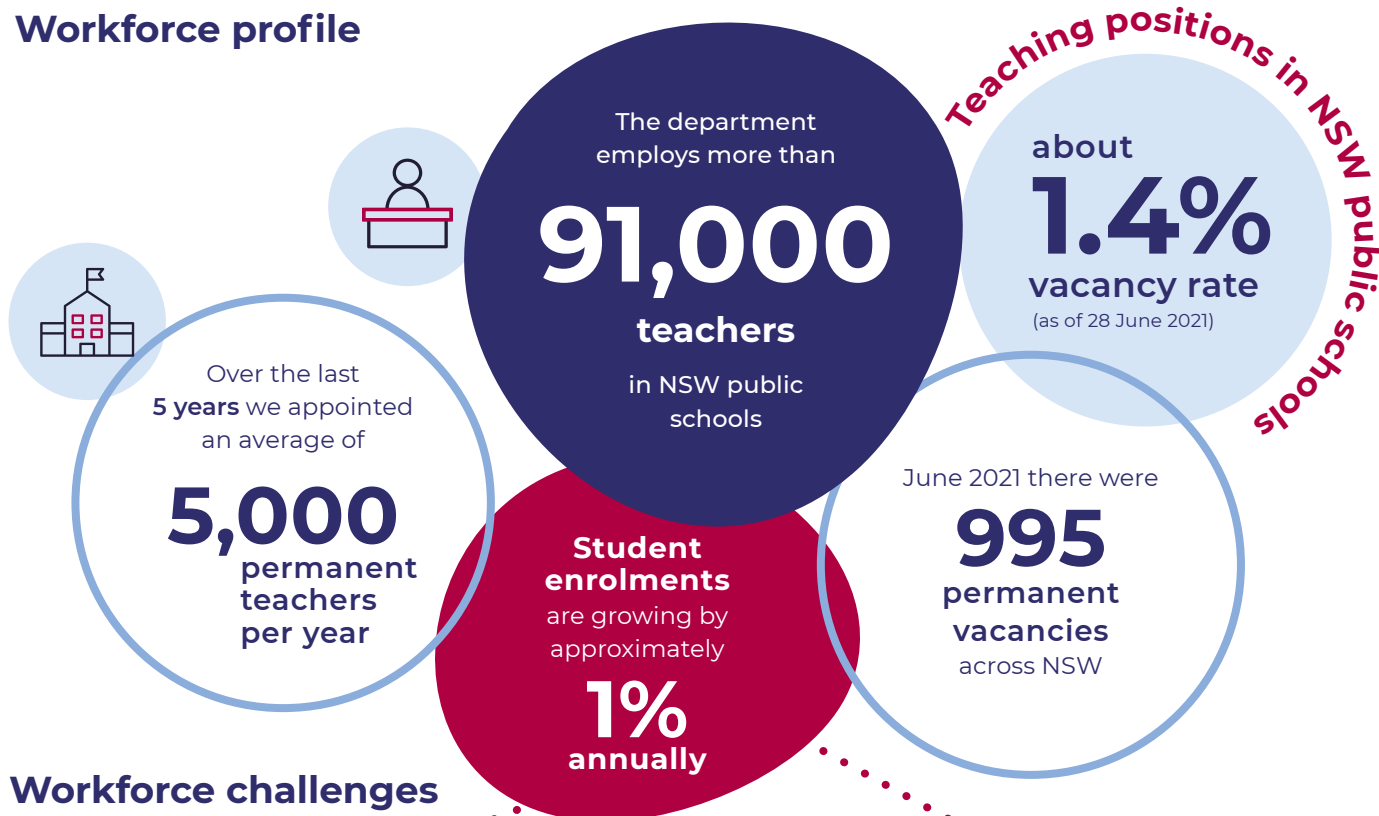 Workforce profile
The department
employs more than
91,000
teachers
in NSW public
schools
Teaching positions in NSW public schools
about
1.4%
vacancy rate
(as of 28 June 2021)
Over the last
5 years we appointed
an average of
5,000
permanent
teachers
per year
Student
enrolments
are growing by
approximately
1%
annually
June 2021 there were
995
permanent
vacancies
across NSW
Workforce challenges